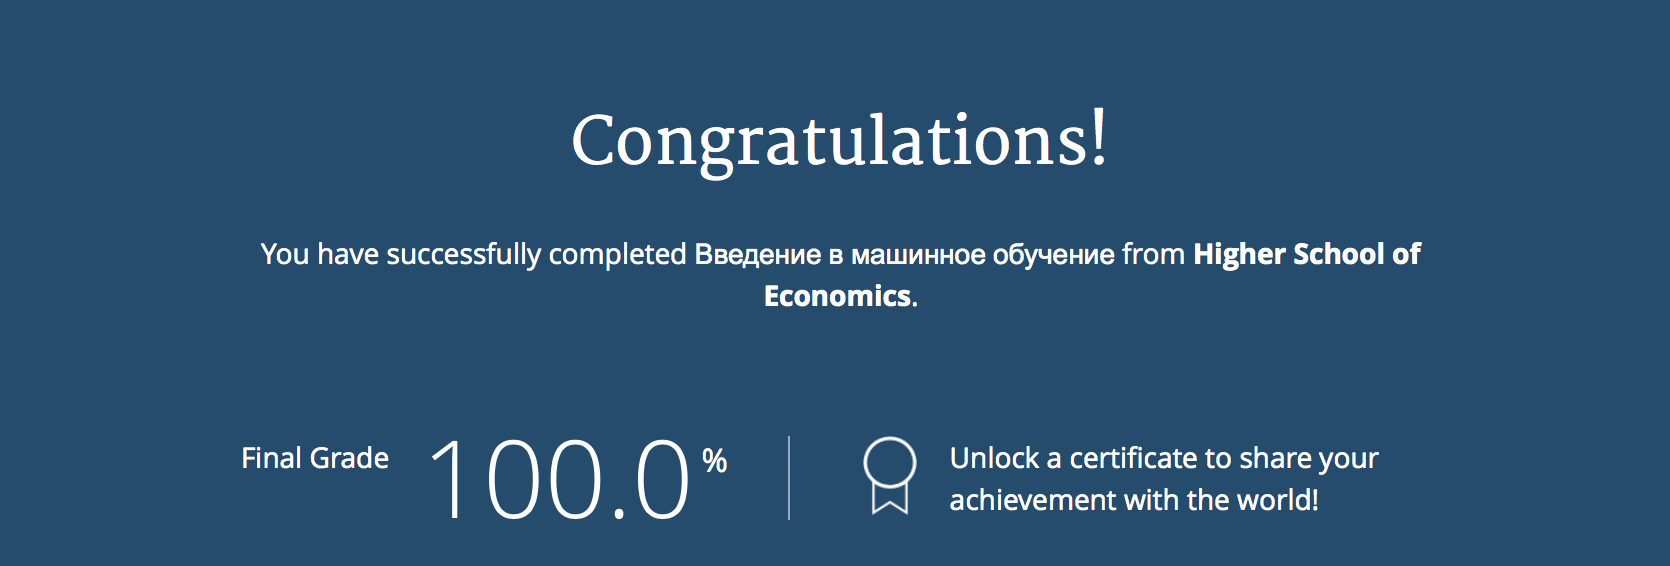 Congratulations!
You have successfully completed Введение в машинное обучение from Higher School of
Economics.
Final Grade 100.0 %
Unlock a certificate to share your
achievement with the world!